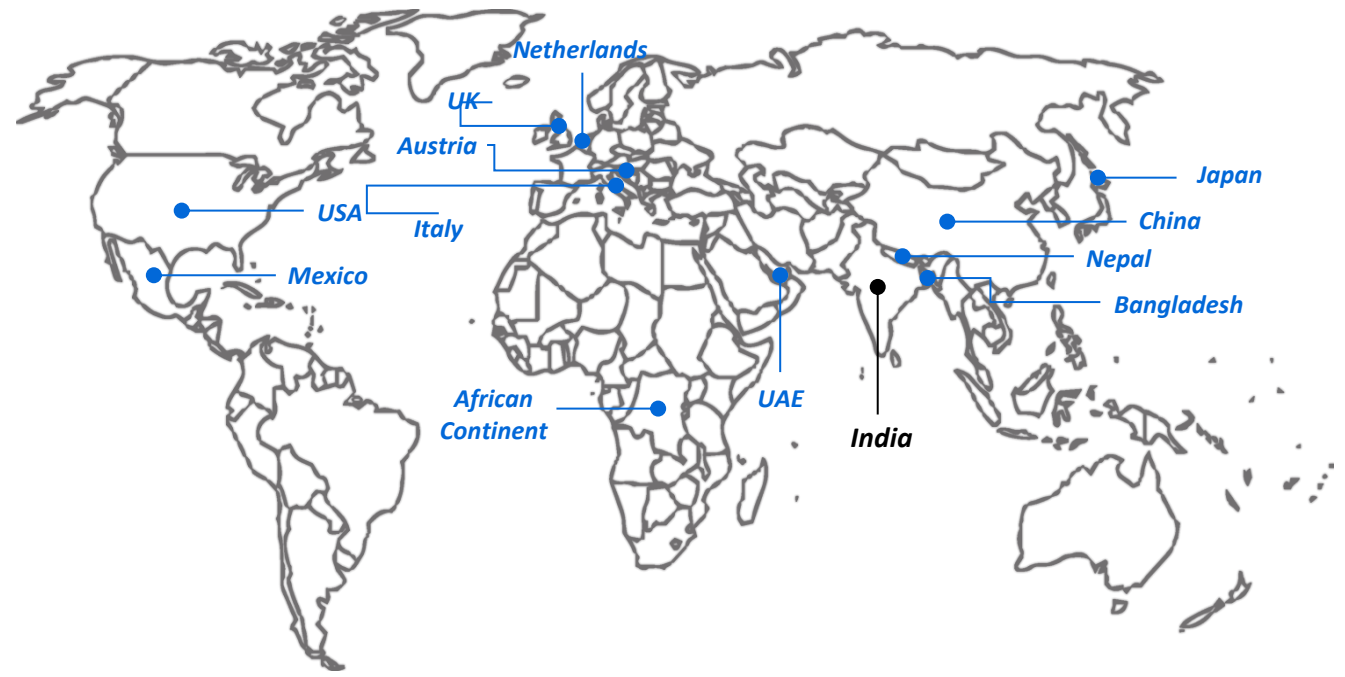 Netherlands
UK
Austria
Japan
USA
China
Italy
Nepal
Mexico
Bangladesh
African
Continent
UAE
India